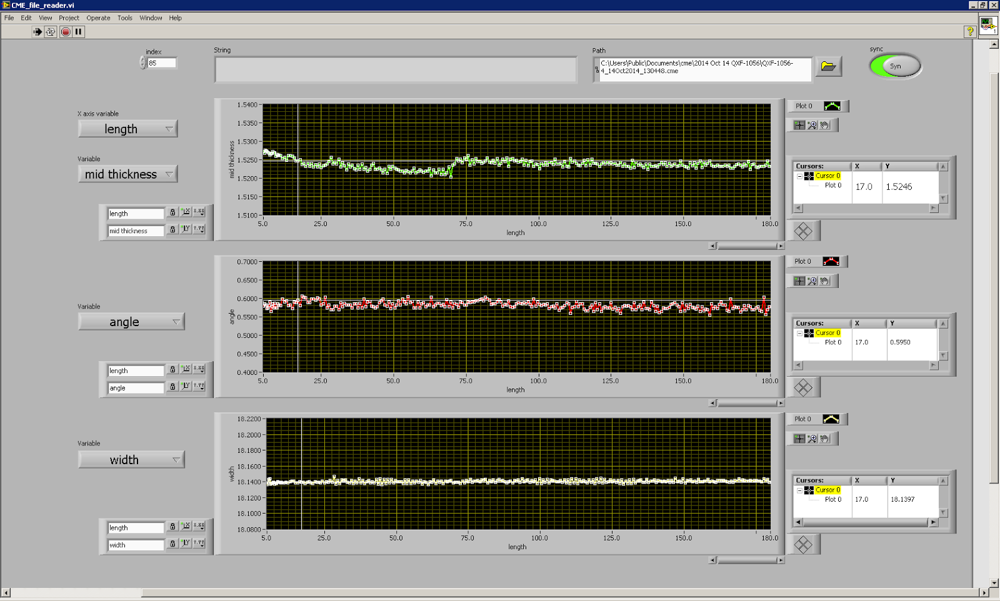 CME_file_reader.vi
File Edit View Project Operate Tools Window Help
?
1
index
85
String
Path
C:\Users\Public\Documents\cme\2014 Oct 14 QXF-1056\QXF-1056-
4_14Oct2014_130448.cme
sync
Syn
X axis variable
length
Variable
mid thickness
length
mid thickness
mid thickness
1.5400
1.5350
1.5300
1.5250
1.5200
1.5150
1.5100
5.0 25.0 50.0 75.0 100.0 125.0 150.0 180.0
length
Plot 0
Cursors: X Y
Cursor 0
Plot 0 17.0 1.5246
Variable
angle
length
angle
angle
0.7000
0.6500
0.6000
0.5500
0.5000
0.4500
0.4000
5.0 25.0 50.0 75.0 100.0 125.0 150.0 180.0
length
Plot 0
Cursors: X Y
Cursor 0
Plot 0 17.0 0.5950
Variable
width
length
width
width
18.2200
18.2000
18.1800
18.1600
18.1400
18.1200
18.1000
18.0800
5.0 25.0 50.0 75.0 100.0 125.0 150.0 180.0
length
Plot 0
Cursors: X Y
Cursor 0
Plot 0 17.0 18.1397